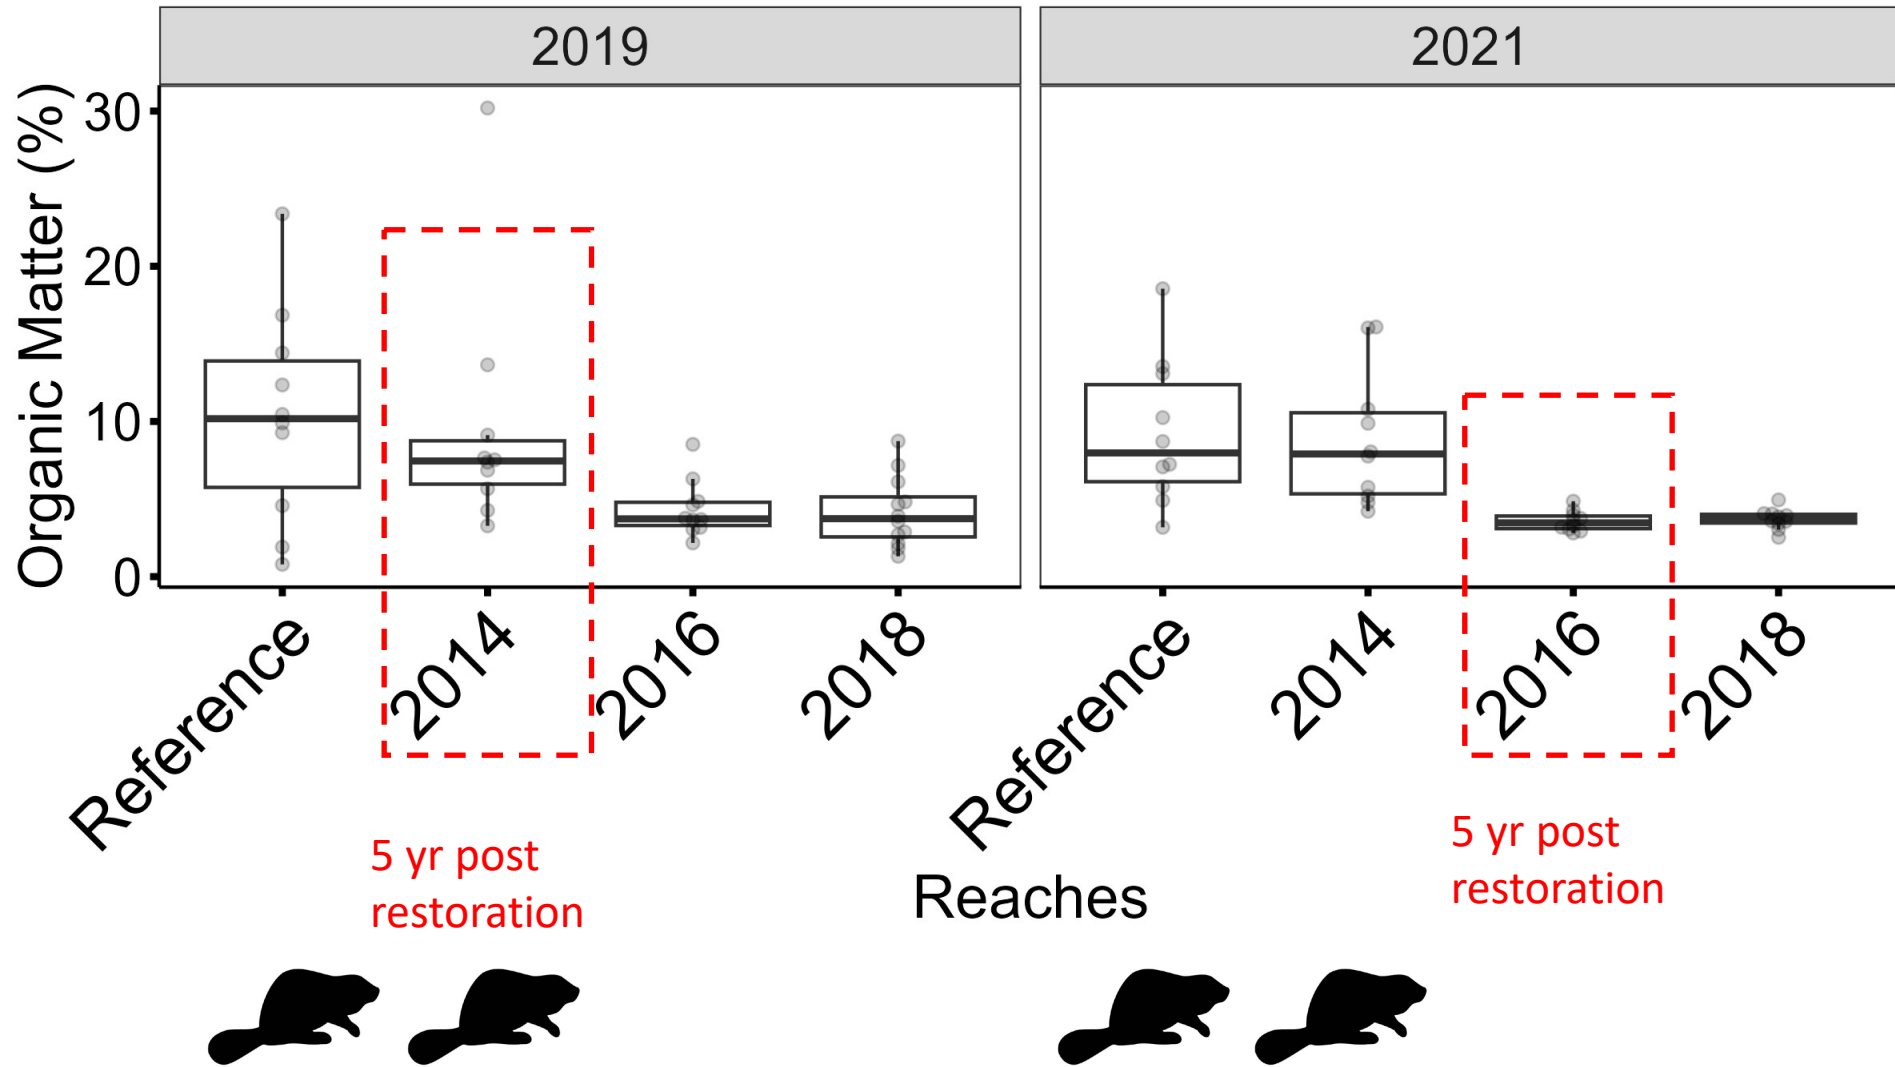 2019
2021
Organic Matter (%)
30
20
10
0
Reference
2014
2016
2018
Reference
2014
2016
2018
5 yr post
restoration
5 yr post
restoration
Reaches